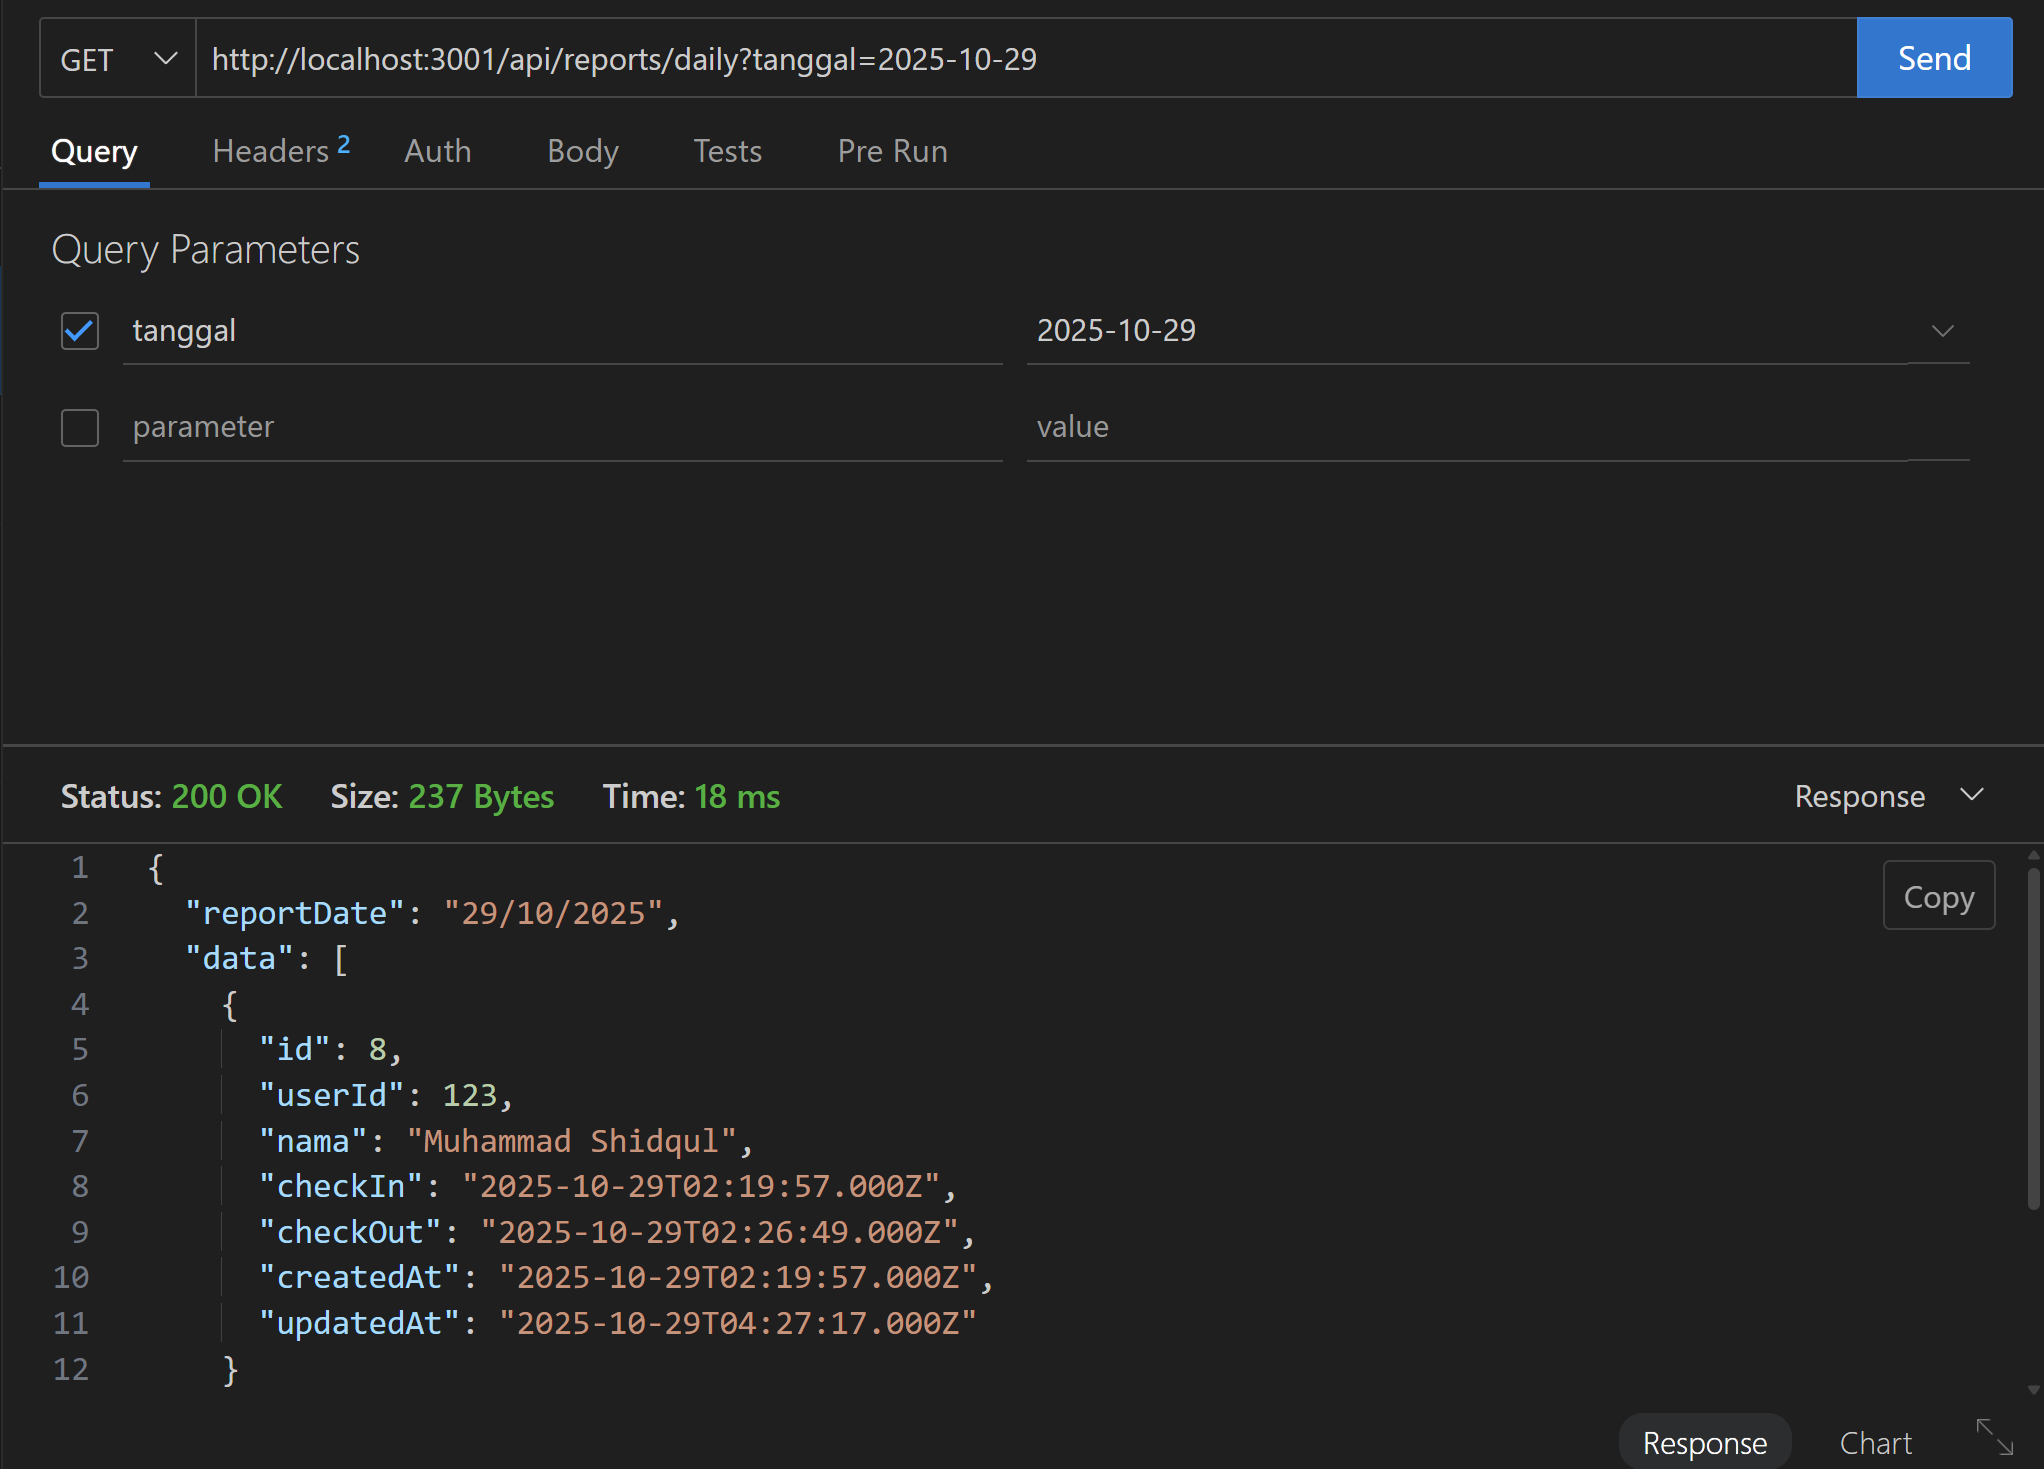 GET http://localhost:3001/api/reports/daily?tanggal=2025-10-29 Send
Query Headers 2 Auth Body Tests Pre Run
Query Parameters
tanggal 2025-10-29
parameter value
Status: 200 OK Size: 237 Bytes Time: 18 ms Response
1 {
Copy
2 "reportDate": "29/10/2025",
3 "data": [
4 {
5 "id": 8,
6 "userId": 123,
7 "nama": "Muhammad Shidqul",
8 "checkIn": "2025-10-29T02:19:57.000Z",
9 "checkOut": "2025-10-29T02:26:49.000Z",
10 "createdAt": "2025-10-29T02:19:57.000Z",
11 "updatedAt": "2025-10-29T04:27:17.000Z"
12 }
Response Chart